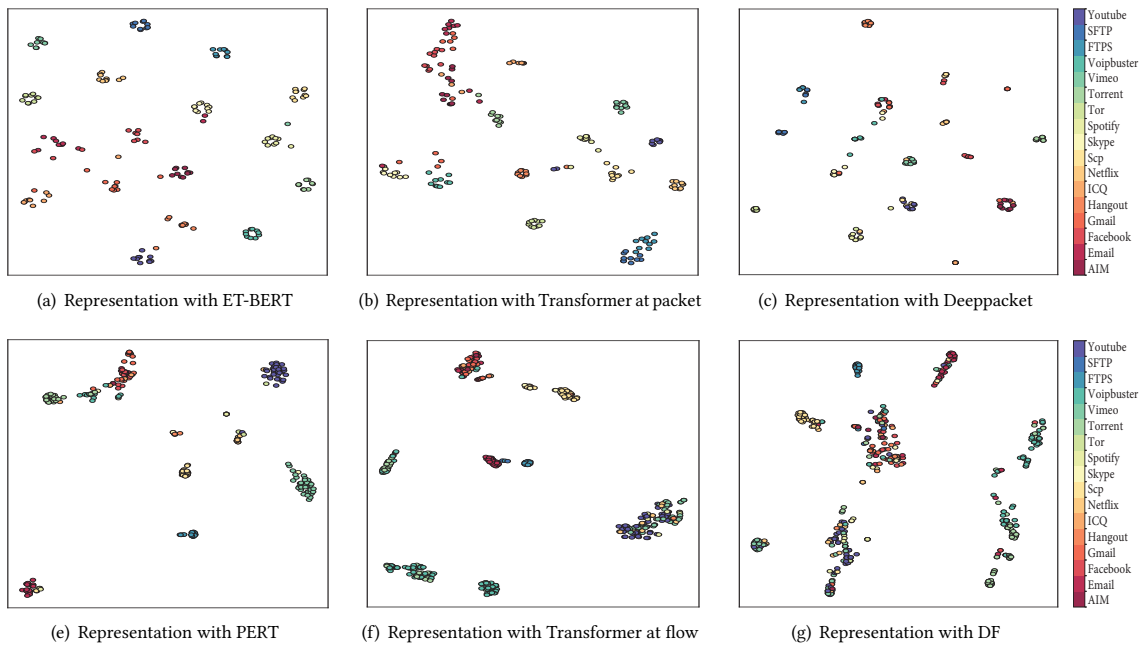 Youtube
SFTP
FTPS
Voipbuster
Vimeo
Torrent
Tor
Spotify
Skype
Scp
Netflix
ICQ
Hangout
Gmail
Facebook
Email
AIM
(a) Representation with ET-BERT
(b) Representation with Transformer at packet
(c) Representation with Deeppacket
Youtube
SFTP
FTPS
Voipbuster
Vimeo
Torrent
Tor
Spotify
Skype
Scp
Netflix
ICQ
Hangout
Gmail
Facebook
Email
AIM
(e) Representation with PERT
(f) Representation with Transformer at flow
(g) Representation with DF